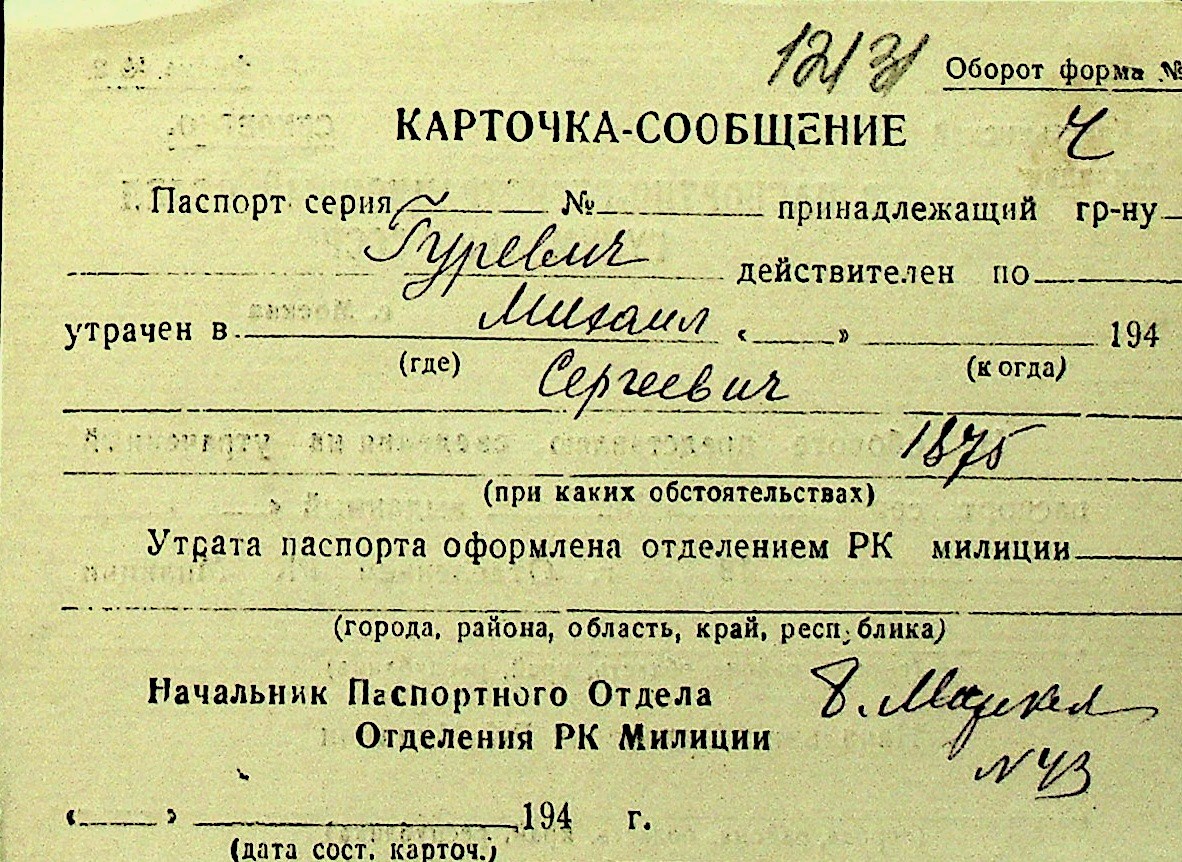 1213
Оборот форма №
КАРТОЧКА-СООБЩЕНИЕ
Ч
Паспорт серия № принадлежащий гр-ну
Гуревич
действителен по
утрачен в Михаил « » 194
(где) (когда)
Сергеевич
1875
(при каких обстоятельствах)
Утрата паспорта оформлена отделением РК милиции
(города, района, область, край, республика)
Начальник Паспортного Отдела
Отделения РК Милиции
« » 194 г.
(дата сост. карточ.)